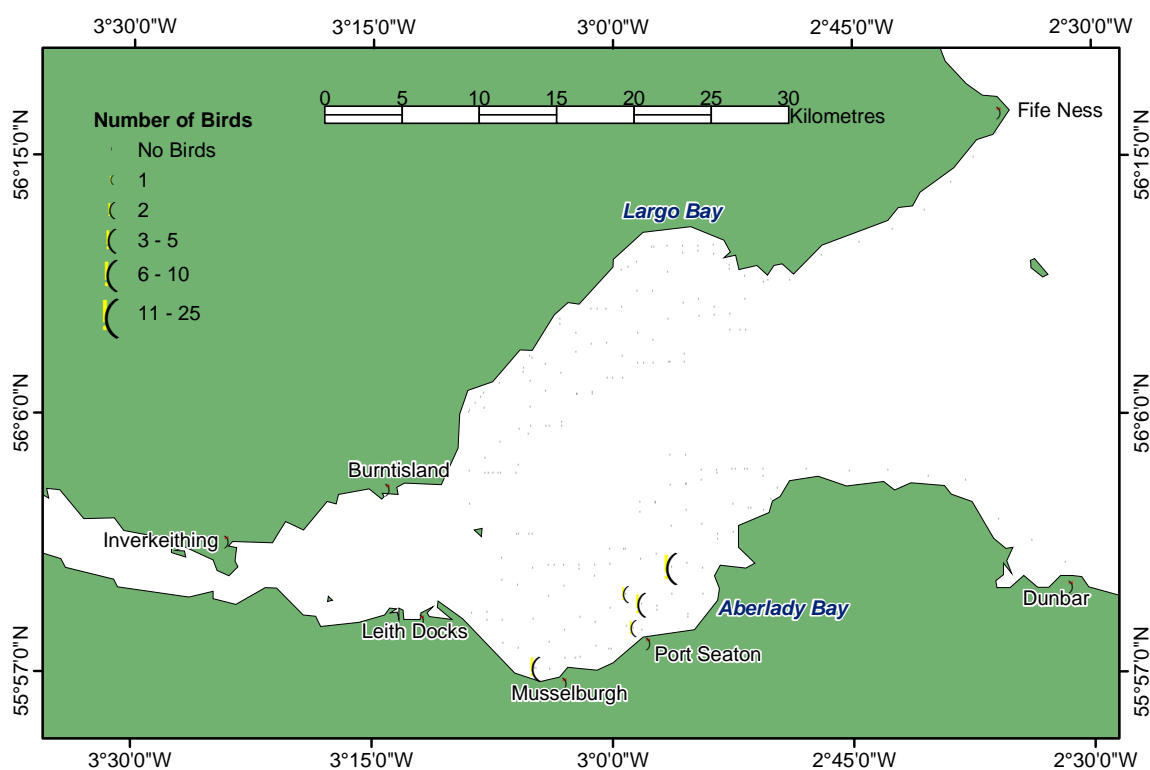 3°30'0"W 3°15'0"W 3°0'0"W 2°45'0"W 2°30'0"W
0 5 10 15 20 25 30
Kilometres
Fife Ness
Number of Birds
No Birds
1
2
3 - 5
6 - 10
11 - 25
56°15'0"N 56°15'0"N
Largo Bay
56°6'0"N 56°6'0"N
Burntisland
Inverkeithing
Aberlady Bay
Dunbar
Leith Docks
Port Seaton
Musselburgh
55°57'0"N 55°57'0"N
3°30'0"W 3°15'0"W 3°0'0"W 2°45'0"W 2°30'0"W